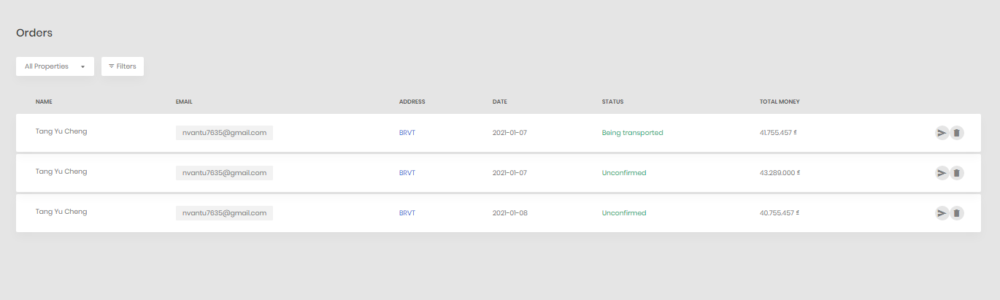 Orders
All Properties Filters
NAME EMAIL ADDRESS DATE STATUS TOTAL MONEY
Tang Yu Cheng nvantu7635@gmail.com BRVT 2021-01-07 Being transported 41.755.457 ₫
Tang Yu Cheng nvantu7635@gmail.com BRVT 2021-01-07 Unconfirmed 43.289.000 ₫
Tang Yu Cheng nvantu7635@gmail.com BRVT 2021-01-08 Unconfirmed 40.755.457 ₫